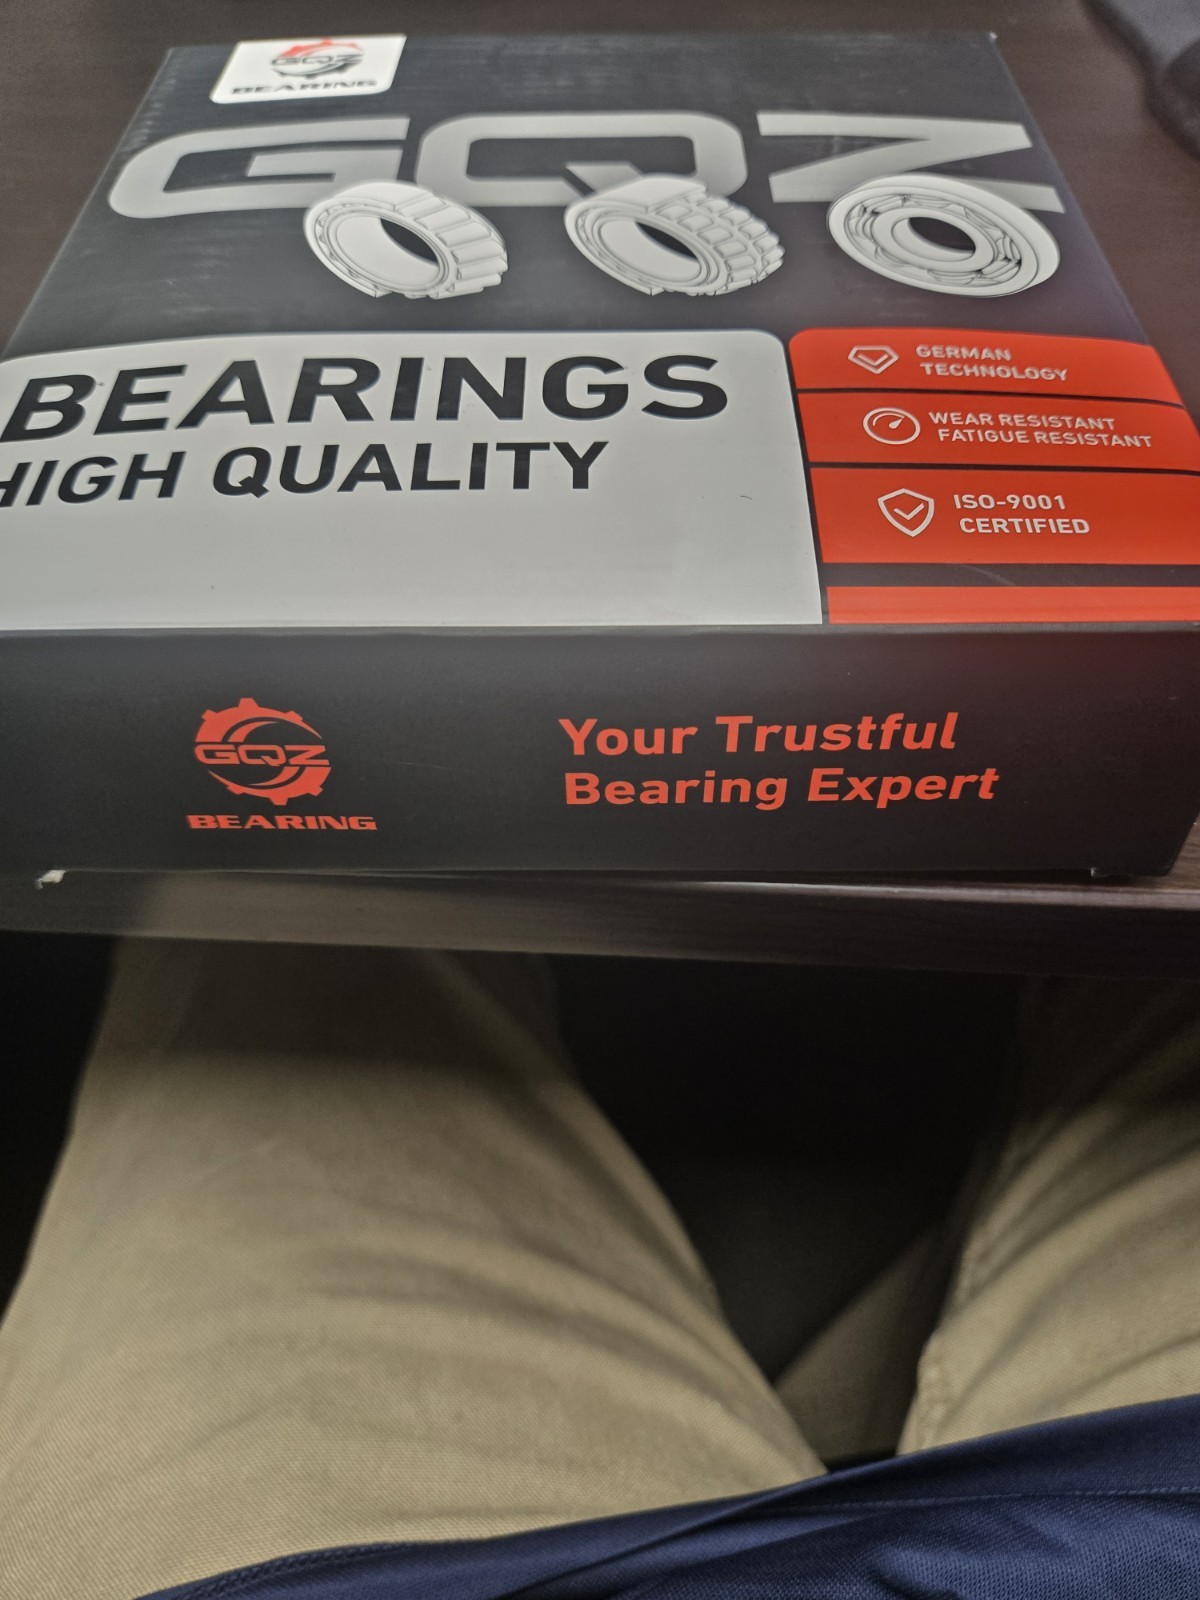 GQZ
BEARING
GQZ
BEARINGS
HIGH QUALITY
GERMAN
TECHNOLOGY
WEAR RESISTANT
FATIGUE RESISTANT
ISO-9001
CERTIFIED
GQZ
BEARING
Your Trustful
Bearing Expert